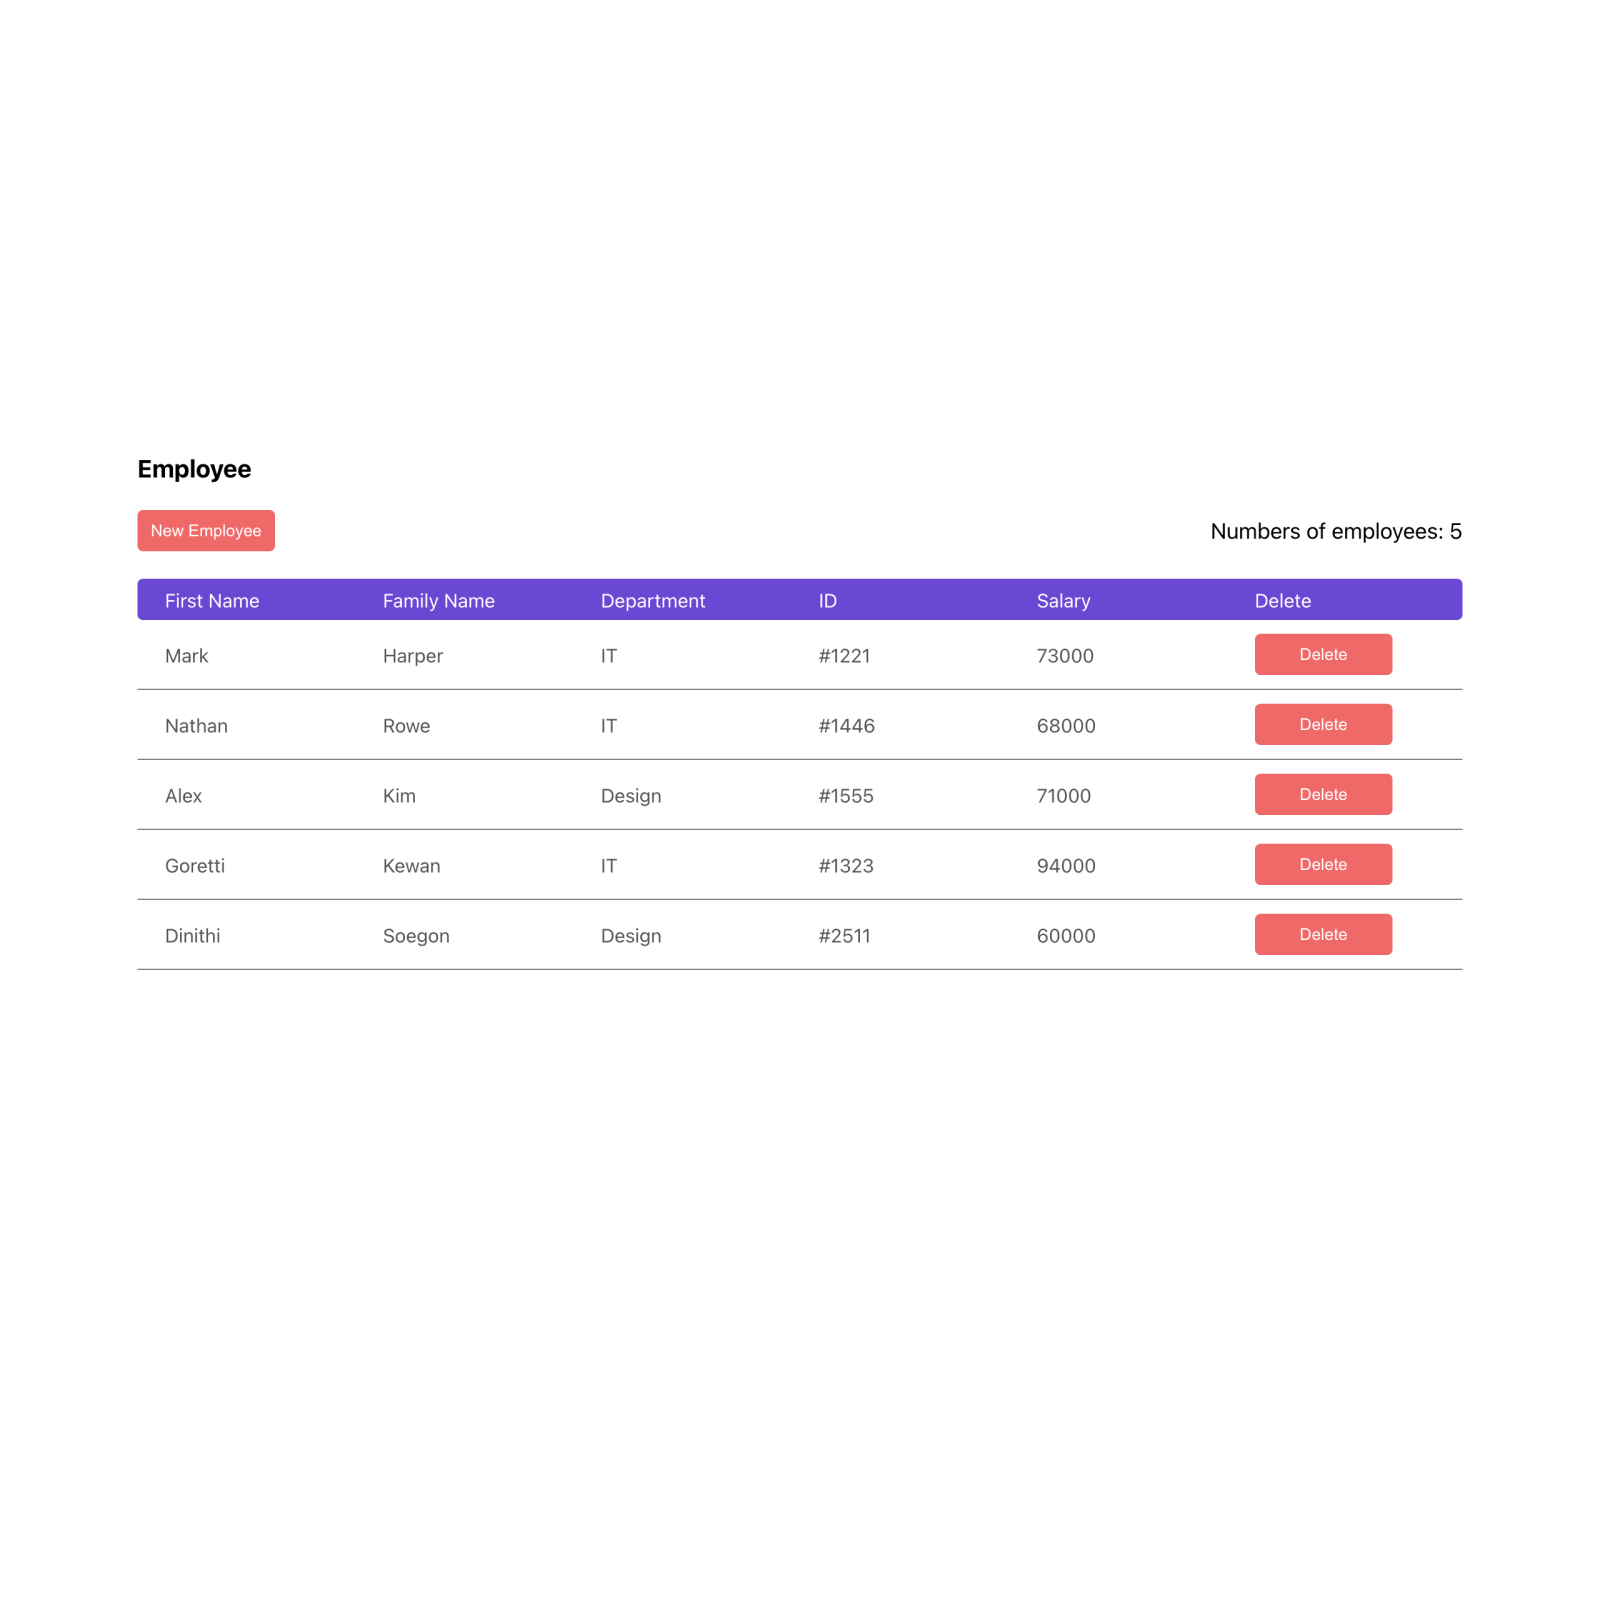 Employee
New Employee Numbers of employees: 5
First Name Family Name Department ID Salary Delete
Mark Harper IT #1221 73000 Delete
Nathan Rowe IT #1446 68000 Delete
Alex Kim Design #1555 71000 Delete
Goretti Kewan IT #1323 94000 Delete
Dinithi Soegon Design #2511 60000 Delete